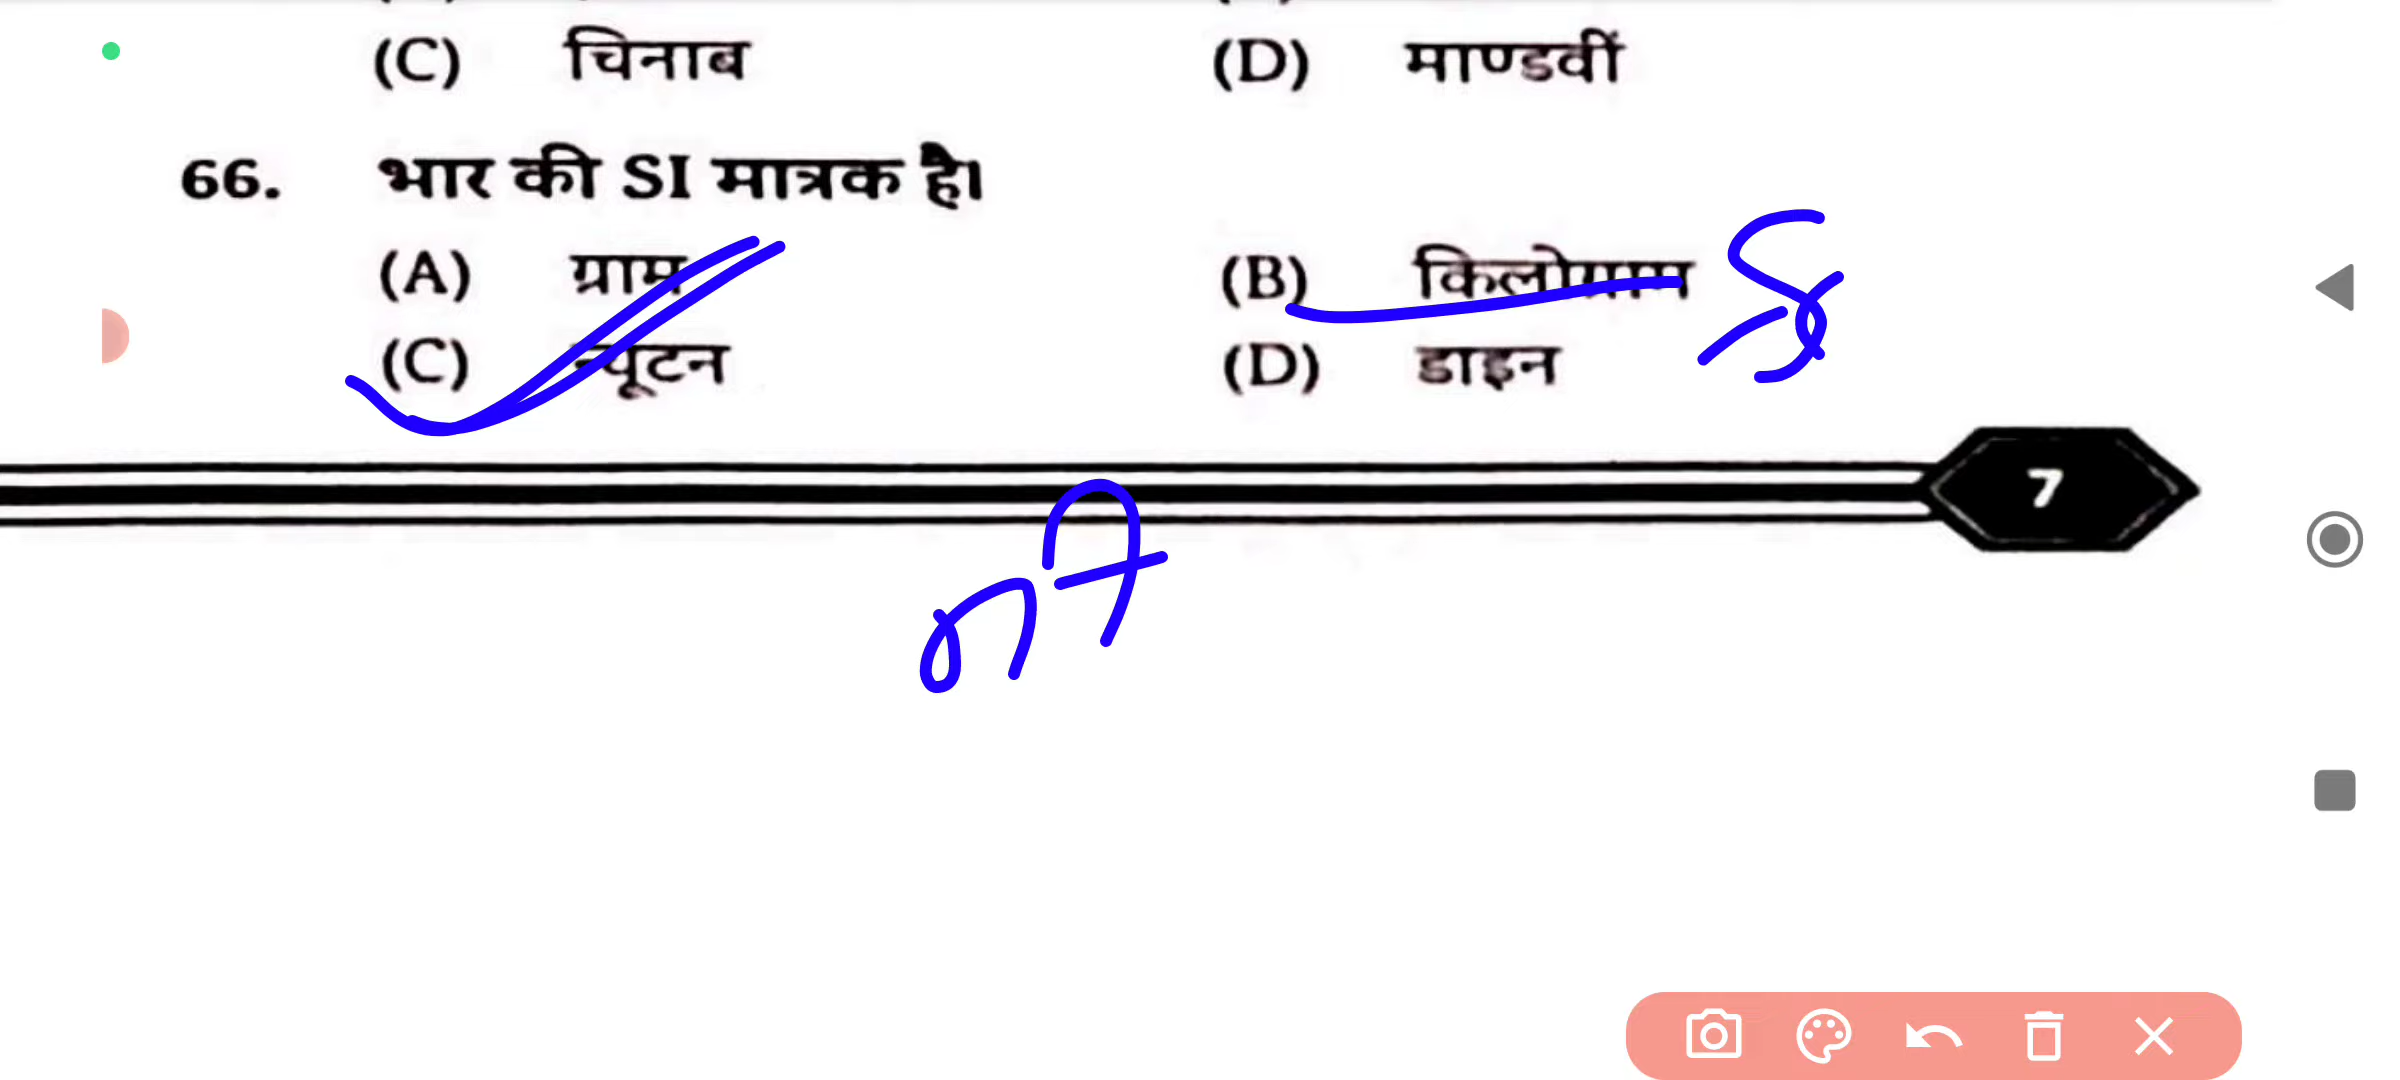 (C) चिनाब (D) माण्डवीं
66. भार की SI मात्रक है।
(A) ग्राम (B) किलोग्राम
(C) न्यूटन (D) डाइन
7